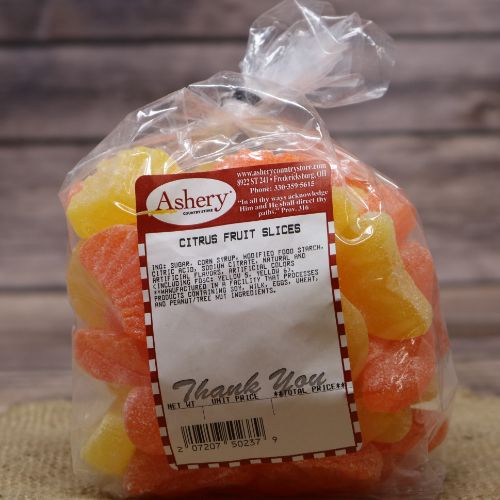 www.asherycountrystore.com
8922 ST 241 • Fredericksburg, OH
Phone: 330-359-5615
"In all thy ways acknowledge
Him and He shall direct thy
paths." Prov. 3:6
Ashery
COUNTRY STORE
CITRUS FRUIT SLICES
ING: SUGAR, CORN SYRUP, MODIFIED FOOD STARCH,
CITRIC ACID, SODIUM CITRATE, NATURAL AND
ARTIFICIAL FLAVORS, ARTIFICIAL COLORS
(INCLUDING FD&C YELLOW 5, YELLOW 6).
*MANUFACTURED IN A FACILITY THAT PROCESSES
PRODUCTS CONTAINING SOY, MILK, EGGS, WHEAT,
AND PEANUT/TREE NUT INGREDIENTS.
Thank You
NET WT UNIT PRICE **TOTAL PRICE**
2 07207 50237 9